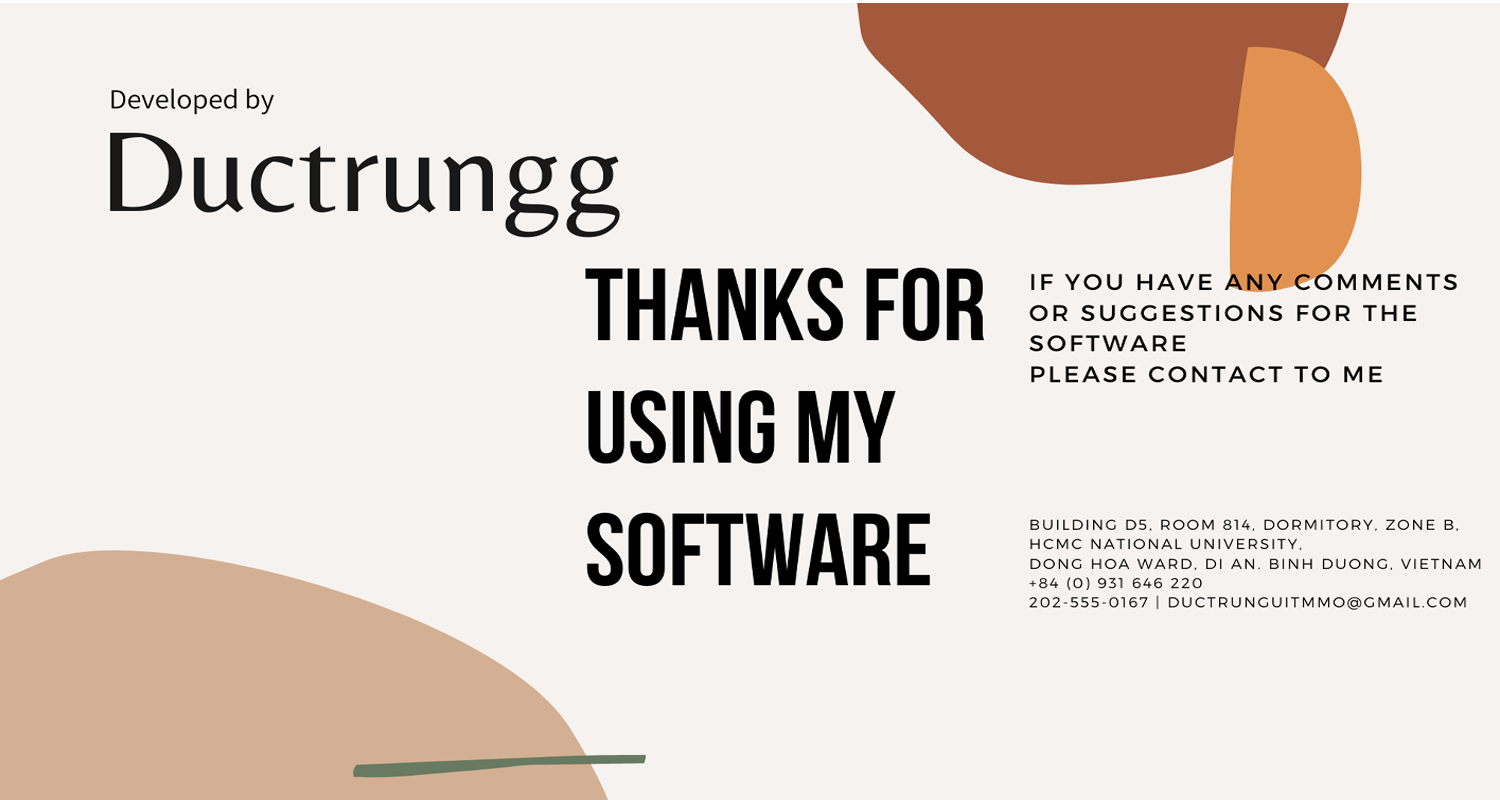 Developed by
Ductrungg
THANKS FOR
USING MY
SOFTWARE
IF YOU HAVE ANY COMMENTS
OR SUGGESTIONS FOR THE
SOFTWARE
PLEASE CONTACT TO ME
BUILDING D5, ROOM 814, DORMITORY, ZONE B,
HCMC NATIONAL UNIVERSITY,
DONG HOA WARD, DI AN. BINH DUONG, VIETNAM
+84 (0) 931 646 220
202-555-0167 | DUCTRUNGUITMMO@GMAIL.COM